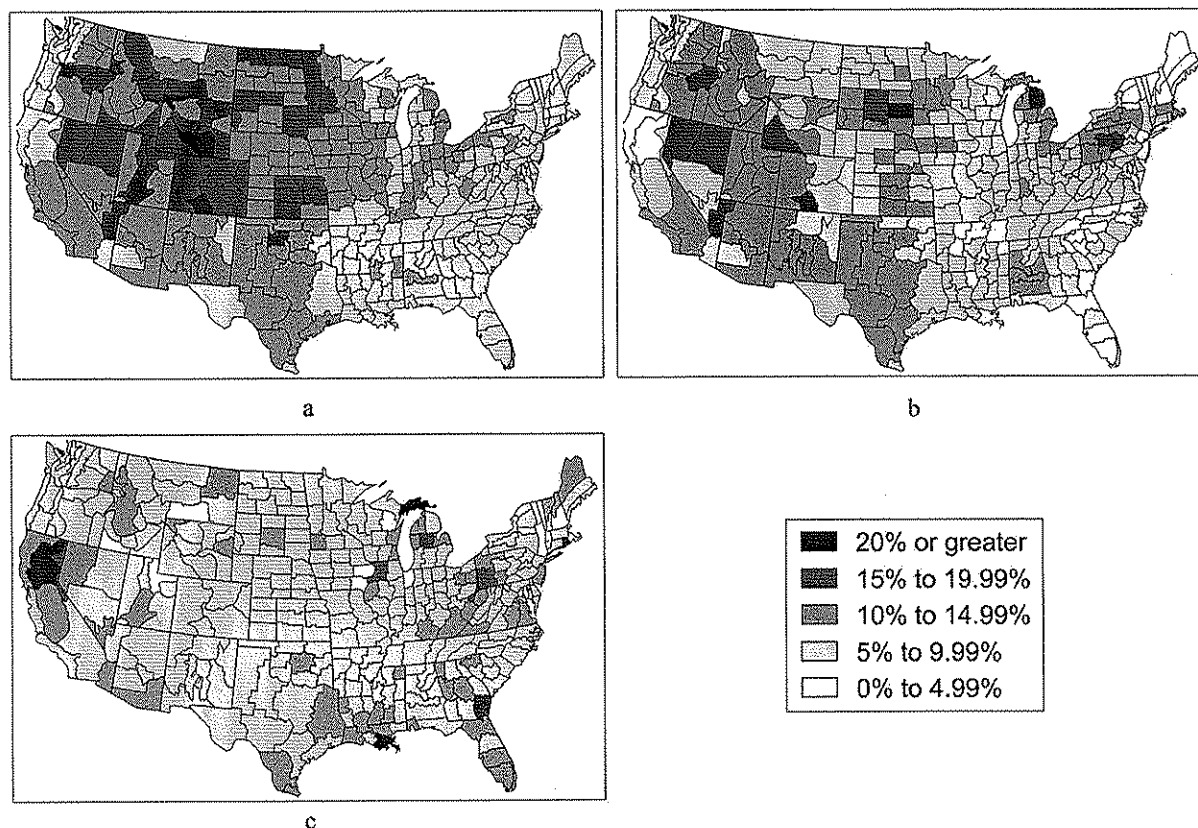 a
b
c
20% or greater
15% to 19.99%
10% to 14.99%
5% to 9.99%
0% to 4.99%